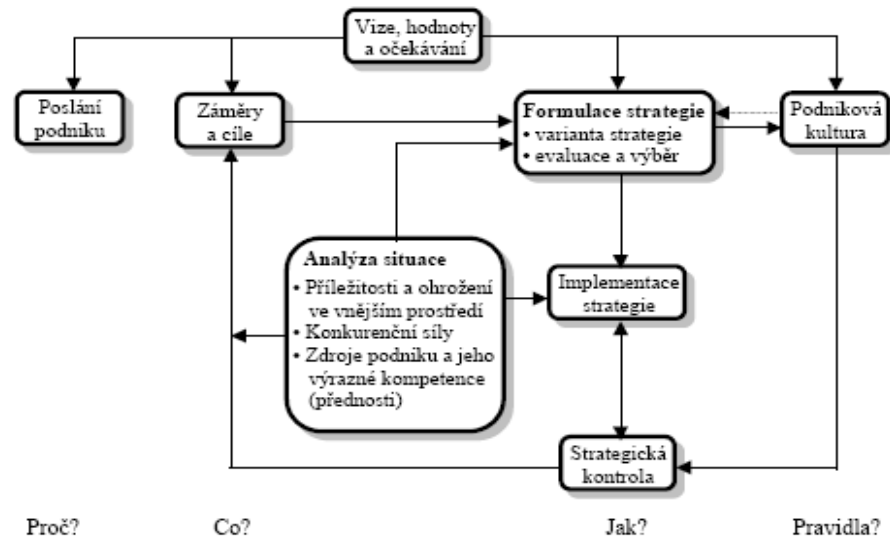 Vize, hodnoty
a očekávání
Poslání
podniku
Záměry
a cíle
Formulace strategie
• varianta strategie
• evaluace a výběr
Podniková
kultura
Analýza situace
• Příležitosti a ohrožení
ve vnějším prostředí
• Konkurenční síly
• Zdroje podniku a jeho
výrazné kompetence
(přednosti)
Implementace
strategie
Strategická
kontrola
Proč?
Co?
Jak?
Pravidla?